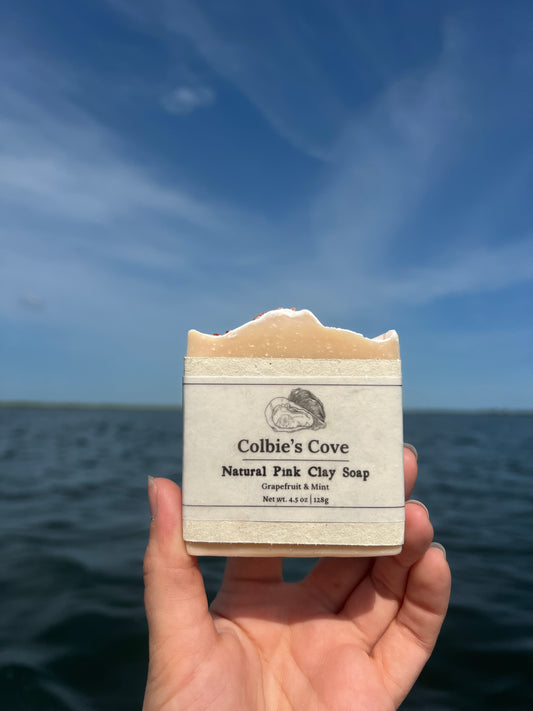 Colbie's Cove
Natural Pink Clay Soap
Grapefruit & Mint
Net wt. 4.5 oz | 128g